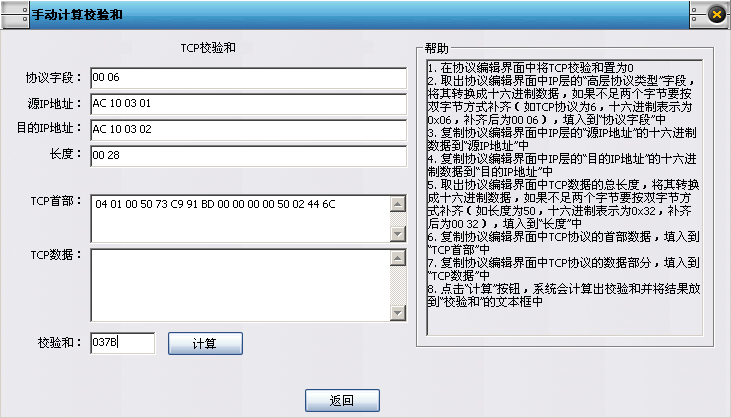 手动计算校验和
TCP校验和
协议字段：
00 06
源IP地址：
AC 10 03 01
目的IP地址：
AC 10 03 02
长度：
00 28
TCP首部：
04 01 00 50 73 C9 91 BD 00 00 00 00 50 02 44 6C
TCP数据：
校验和：
037B
计算
帮助
1. 在协议编辑界面中将TCP校验和置为0
2. 取出协议编辑界面中IP层的“高层协议类型”字段，
将其转换成十六进制数据，如果不足两个字节要按
双字节方式补齐（如TCP协议为6，十六进制表示为
0x06，补齐后为00 06），填入到“协议字段”中
3. 复制协议编辑界面中IP层的“源IP地址”的十六进制
数据到“源IP地址”中
4. 复制协议编辑界面中IP层的“目的IP地址”的十六进
制数据到“目的IP地址”中
5. 取出协议编辑界面中TCP数据的总长度，将其转换
成十六进制数据，如果不足两个字节要按双字节方
式补齐（如长度为50，十六进制表示为0x32，补齐
后为00 32），填入到“长度”中
6. 复制协议编辑界面中TCP协议的首部数据，填入到
“TCP首部”中
7. 复制协议编辑界面中TCP协议的数据部分，填入到
“TCP数据”中
8. 点击“计算”按钮，系统会计算出校验和并将结果放
到“校验和”的文本框中
返回